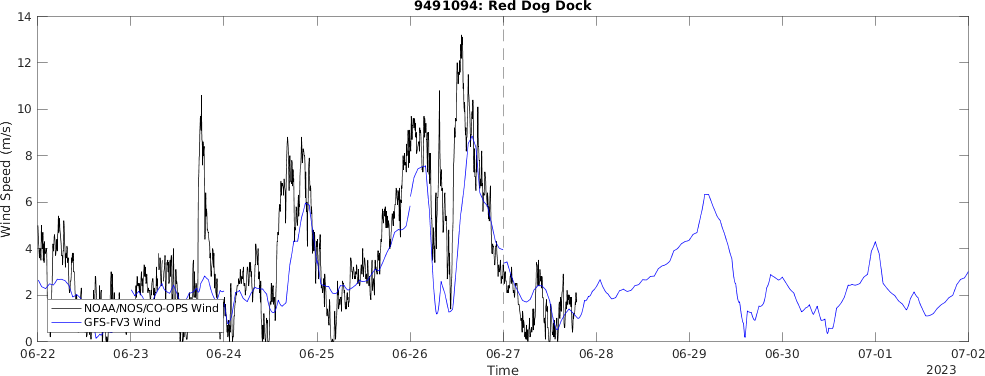 9491094: Red Dog Dock
Wind Speed (m/s)
14
12
10
8
6
4
2
0
NOAA/NOS/CO-OPS Wind
GFS-FV3 Wind
06-22 06-23 06-24 06-25 06-26 06-27 06-28 06-29 06-30 07-01 07-02
Time
2023